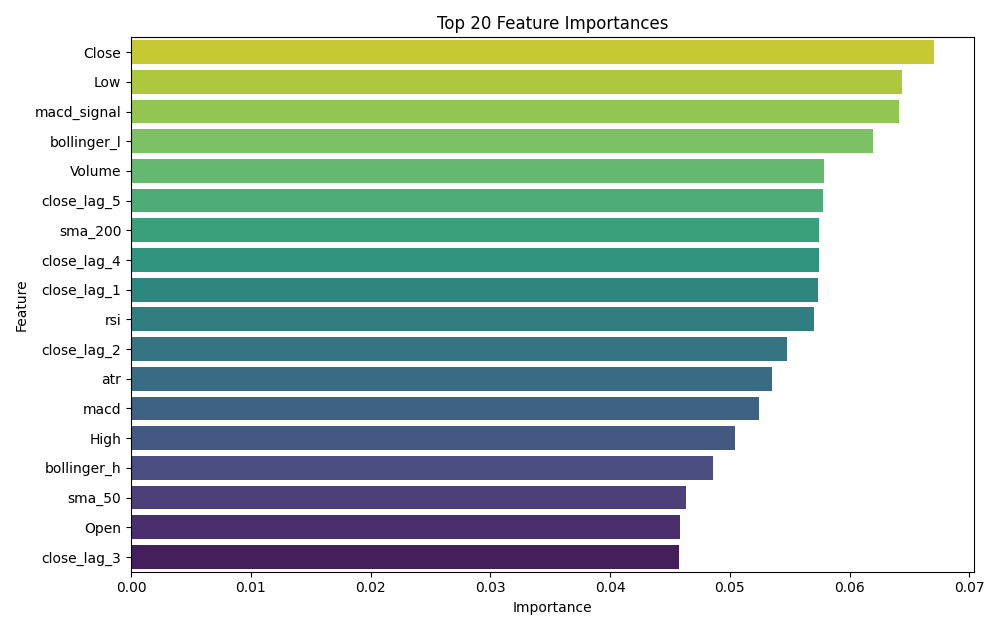 Top 20 Feature Importances
Feature
Close
Low
macd_signal
bollinger_l
Volume
close_lag_5
sma_200
close_lag_4
close_lag_1
rsi
close_lag_2
atr
macd
High
bollinger_h
sma_50
Open
close_lag_3
0.00 0.01 0.02 0.03 0.04 0.05 0.06 0.07
Importance